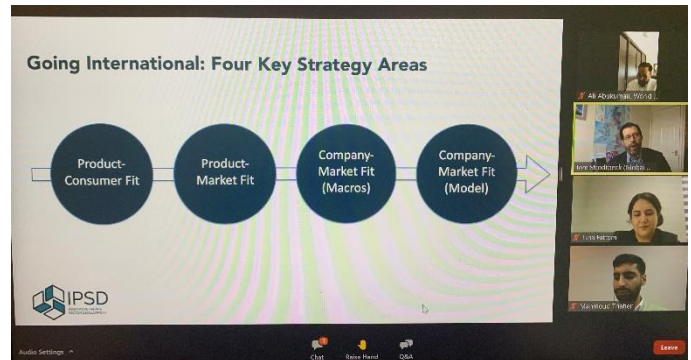 Going International: Four Key Strategy Areas
Product-
Consumer Fit
Product-
Market Fit
Company-
Market Fit
(Macros)
Company-
Market Fit
(Model)
IPSD
Audio Settings
Chat
Raise Hand
Q&A
Leave